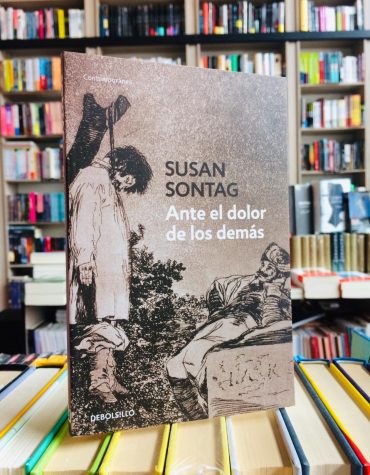 Contemporánea
SUSAN
SONTAG
Ante el dolor
de los demás
DEBOLSILLO